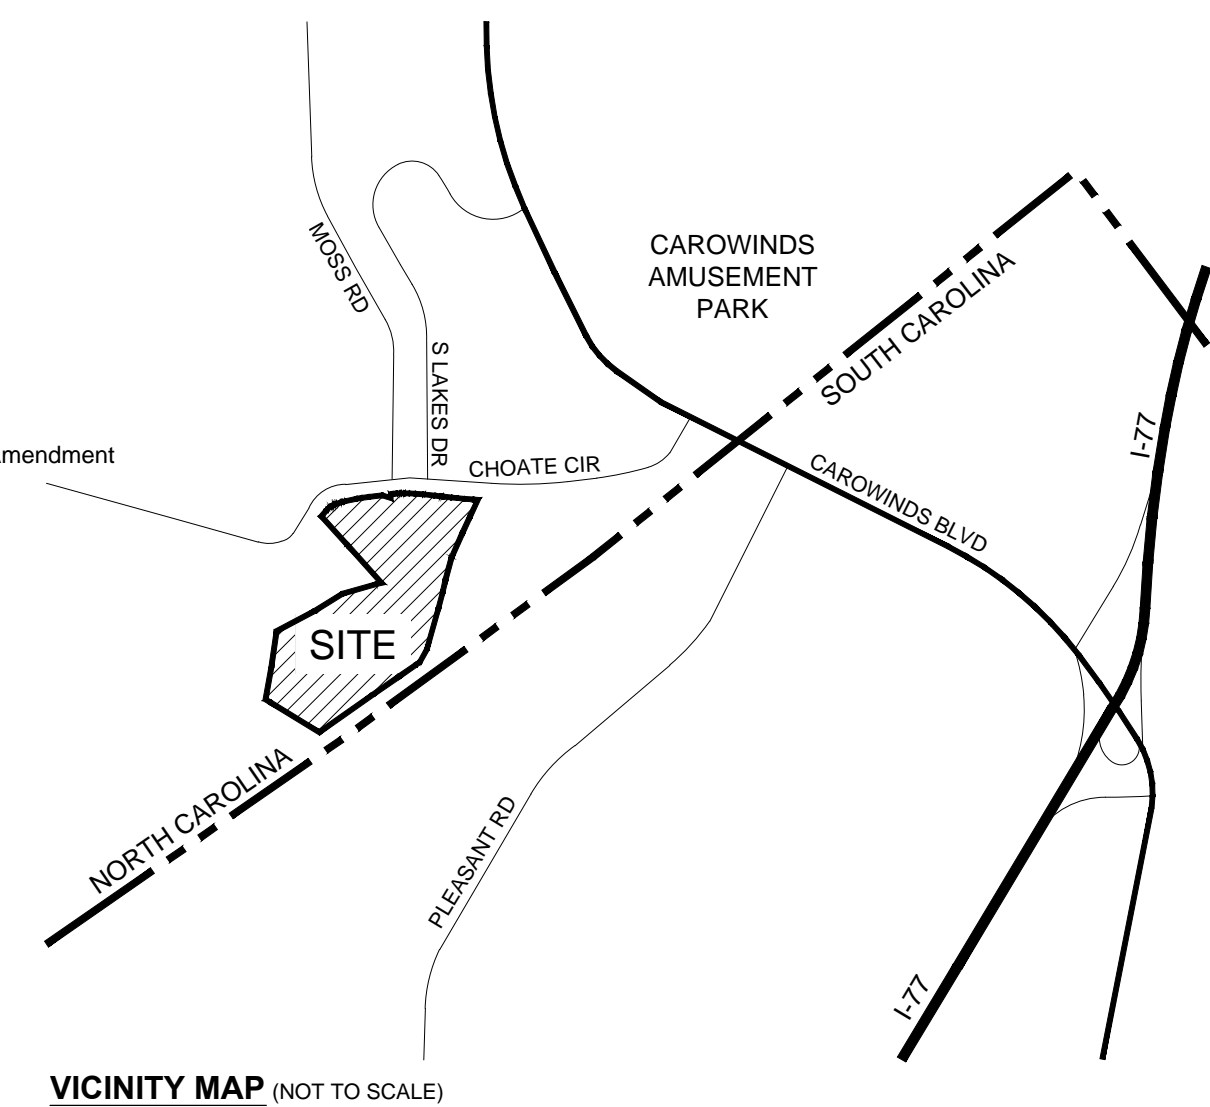 CAROWINDS
AMUSEMENT
PARK
MOSS RD
SOUTH CAROLINA
S LAKES DR
I-77
mendment
CHOATE CIR
CAROWINDS BLVD
SITE
NORTH CAROLINA
PLEASANT RD
I-77
VICINITY MAP (NOT TO SCALE)